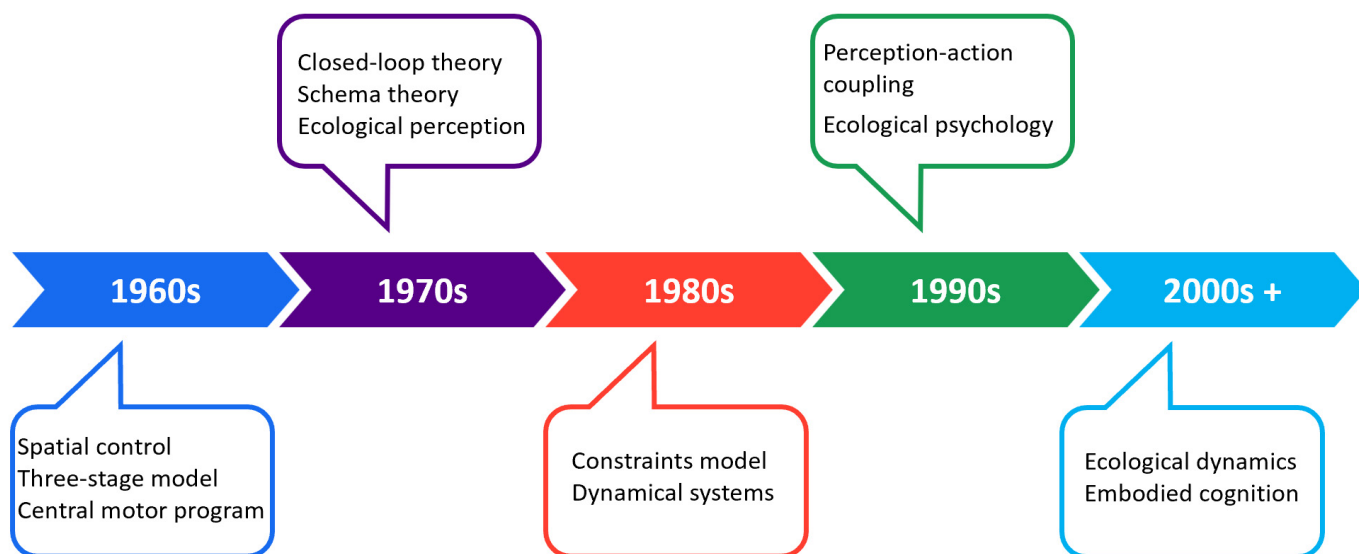 Closed-loop theory
Schema theory
Ecological perception
Perception-action
coupling
Ecological psychology
1960s
1970s
1980s
1990s
2000s +
Spatial control
Three-stage model
Central motor program
Constraints model
Dynamical systems
Ecological dynamics
Embodied cognition